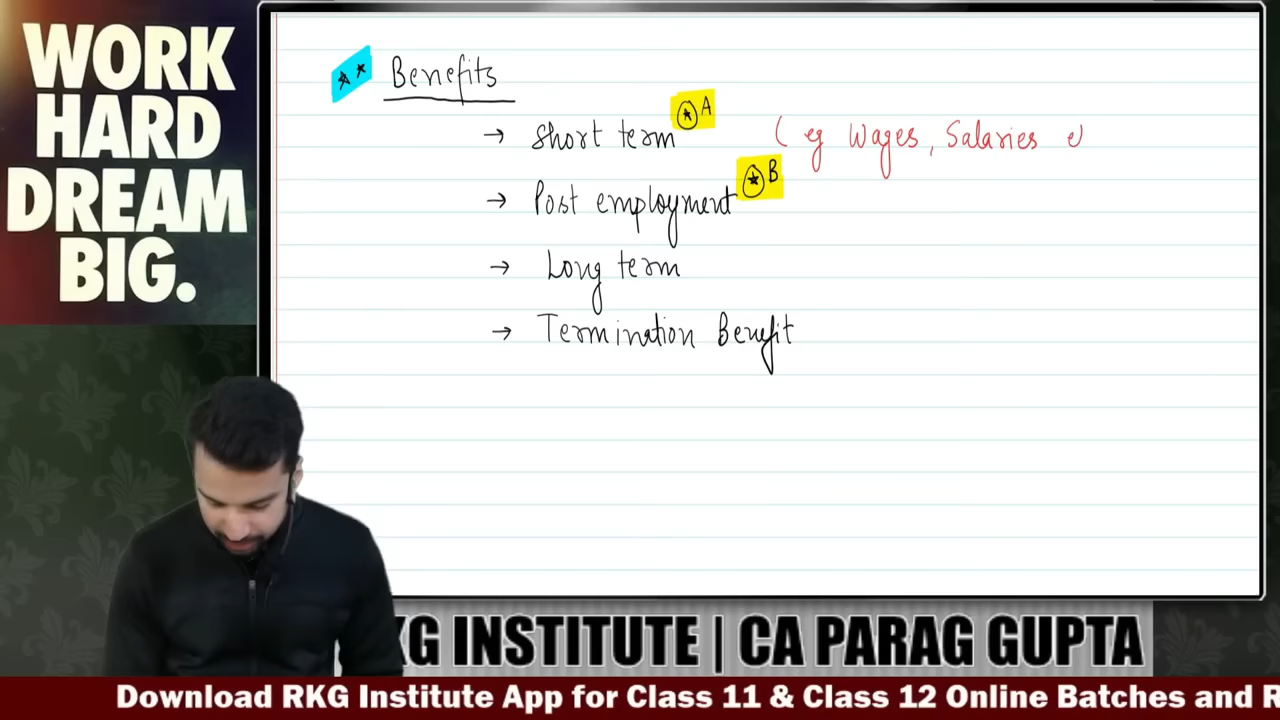 WORK
HARD
DREAM
BIG.
** Benefits
→ Short term * A ( eg Wages, Salaries e
→ Post employment * B
→ Long term
→ Termination Benefit
KG INSTITUTE | CA PARAG GUPTA
Download RKG Institute App for Class 11 & Class 12 Online Batches and R